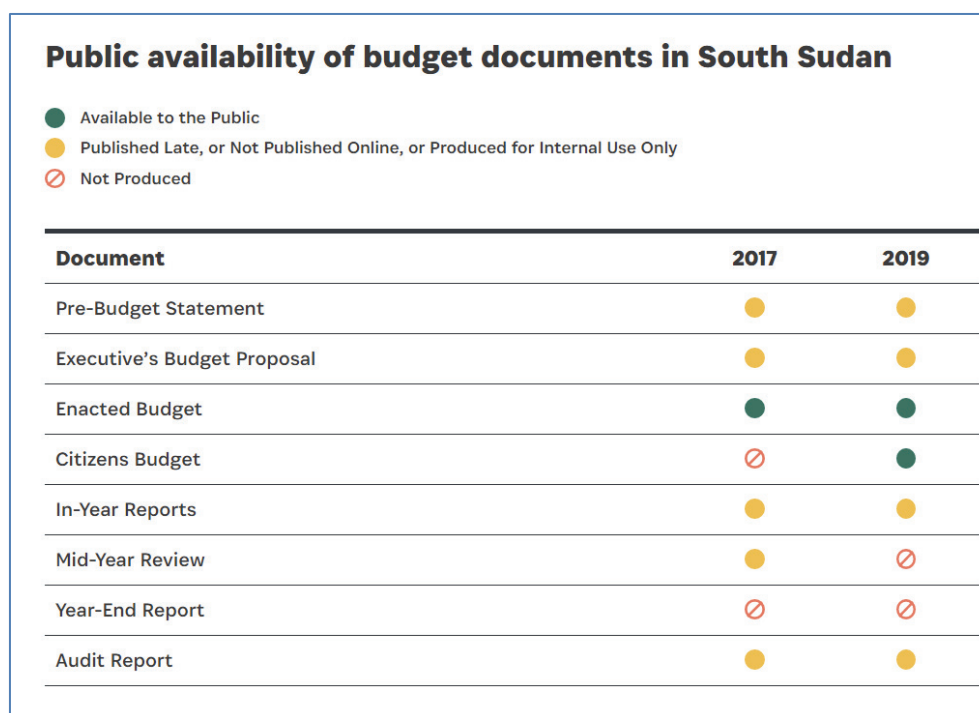 Public availability of budget documents in South Sudan
Available to the Public
Published Late, or Not Published Online, or Produced for Internal Use Only
Not Produced
Document 2017 2019
Pre-Budget Statement
Executive’s Budget Proposal
Enacted Budget
Citizens Budget
In-Year Reports
Mid-Year Review
Year-End Report
Audit Report